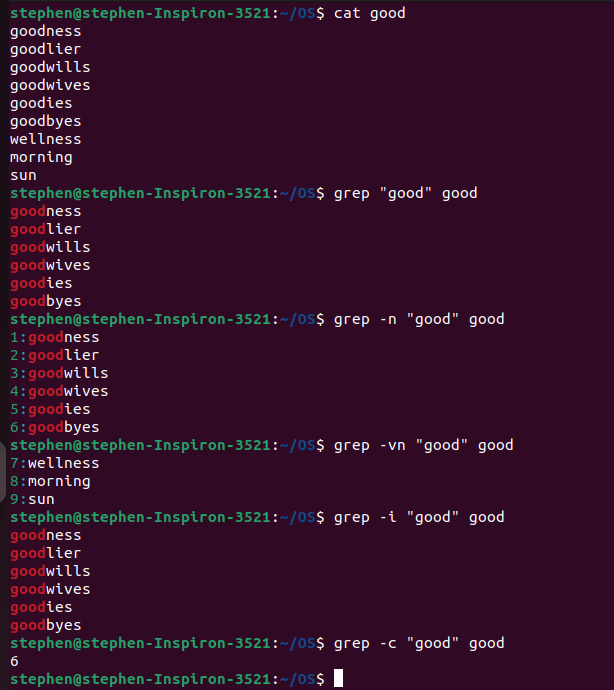 stephen@stephen-Inspiron-3521:~/OS$ cat good
goodness
goodlier
goodwills
goodwives
goodies
goodbyes
wellness
morning
sun
stephen@stephen-Inspiron-3521:~/OS$ grep "good" good
goodness
goodlier
goodwills
goodwives
goodies
goodbyes
stephen@stephen-Inspiron-3521:~/OS$ grep -n "good" good
1:goodness
2:goodlier
3:goodwills
4:goodwives
5:goodies
6:goodbyes
stephen@stephen-Inspiron-3521:~/OS$ grep -vn "good" good
7:wellness
8:morning
9:sun
stephen@stephen-Inspiron-3521:~/OS$ grep -i "good" good
goodness
goodlier
goodwills
goodwives
goodies
goodbyes
stephen@stephen-Inspiron-3521:~/OS$ grep -c "good" good
6
stephen@stephen-Inspiron-3521:~/OS$